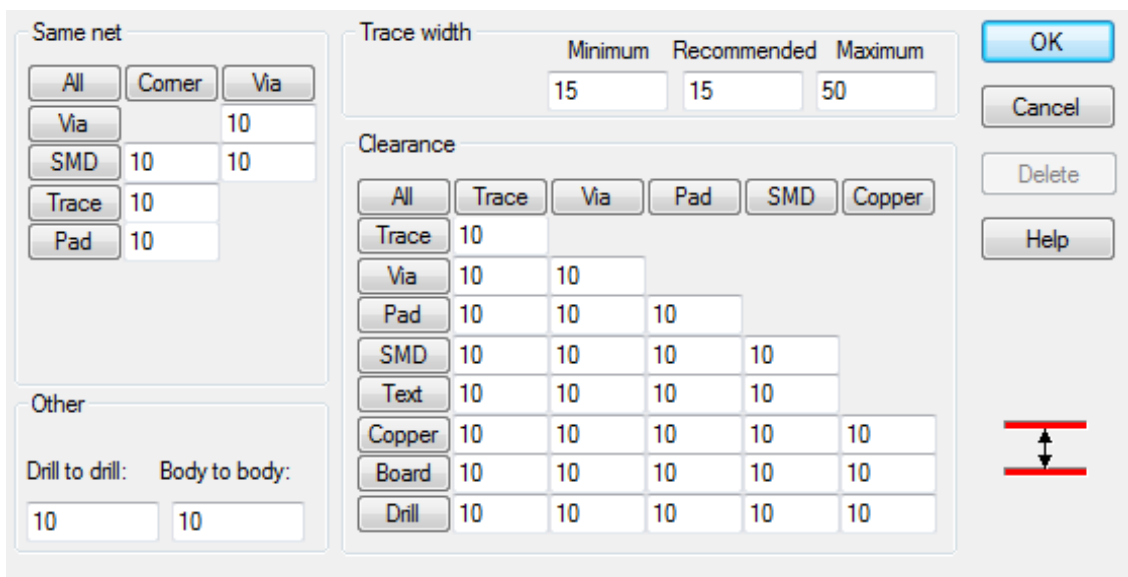 Same net
All Corner Via
Via 10
SMD 10 10
Trace 10
Pad 10
Other
Drill to drill: Body to body:
10 10
Trace width
Minimum Recommended Maximum
15 15 50
Clearance
All Trace Via Pad SMD Copper
Trace 10
Via 10 10
Pad 10 10 10
SMD 10 10 10 10
Text 10 10 10 10
Copper 10 10 10 10 10
Board 10 10 10 10 10
Drill 10 10 10 10 10
OK
Cancel
Delete
Help